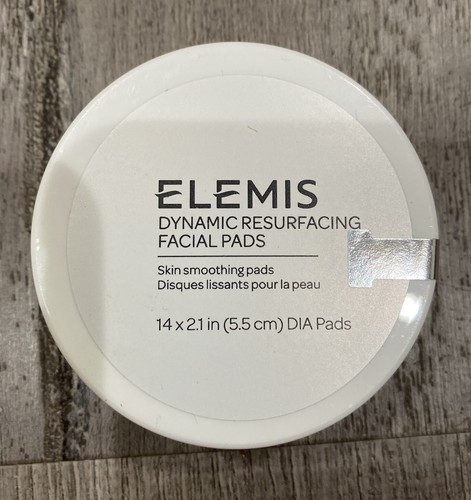 ELEMIS
DYNAMIC RESURFACING
FACIAL PADS
Skin smoothing pads
Disques lissants pour la peau
14 x 2.1 in (5.5 cm) DIA Pads